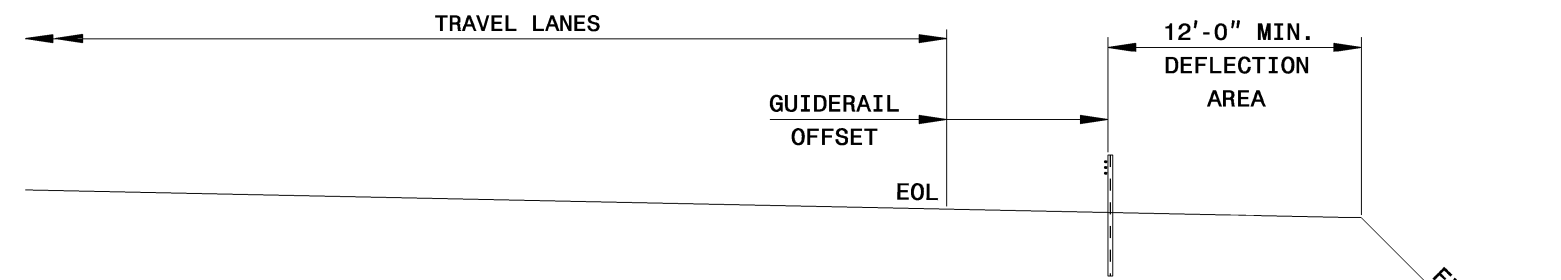 TRAVEL LANES
12'-0" MIN.
DEFLECTION
AREA
GUIDERAIL
OFFSET
EOL